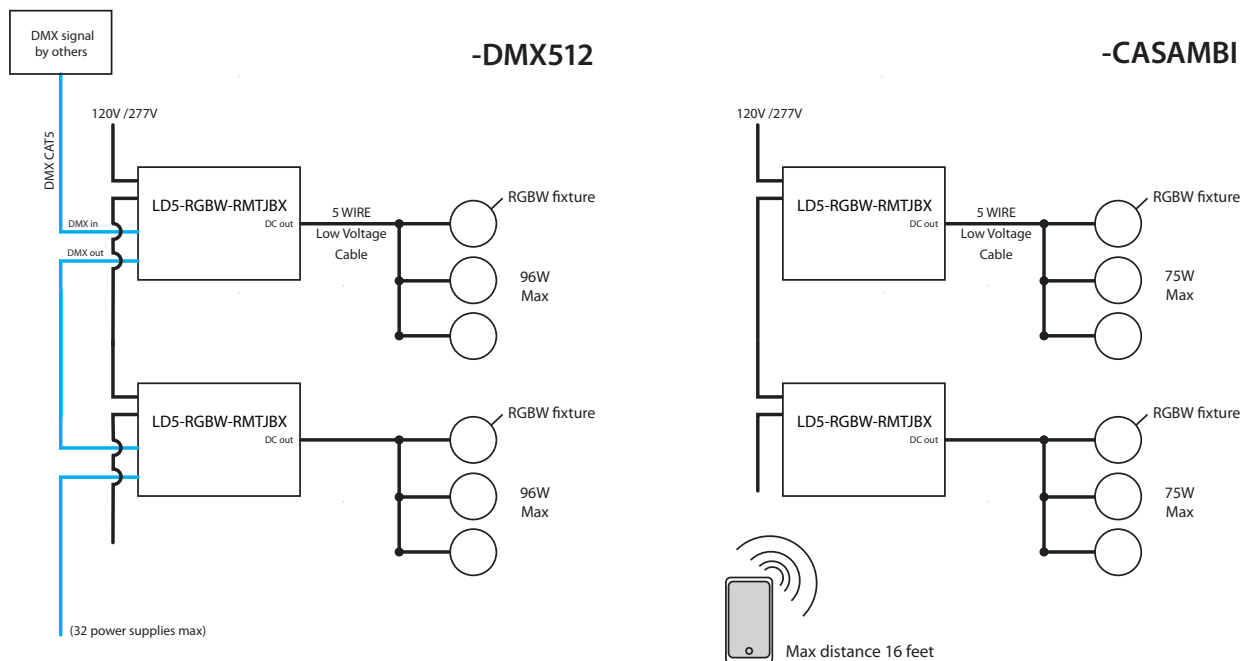 DMX signal
by others
-DMX512
120V /277V
DMX CAT5
LD5-RGBW-RMTJBX
DC out
DMX in
DMX out
5 WIRE
Low Voltage
Cable
RGBW fixture
96W
Max
LD5-RGBW-RMTJBX
DC out
RGBW fixture
96W
Max
(32 power supplies max)
-CASAMBI
120V /277V
LD5-RGBW-RMTJBX
DC out
5 WIRE
Low Voltage
Cable
RGBW fixture
75W
Max
LD5-RGBW-RMTJBX
DC out
RGBW fixture
75W
Max
Max distance 16 feet